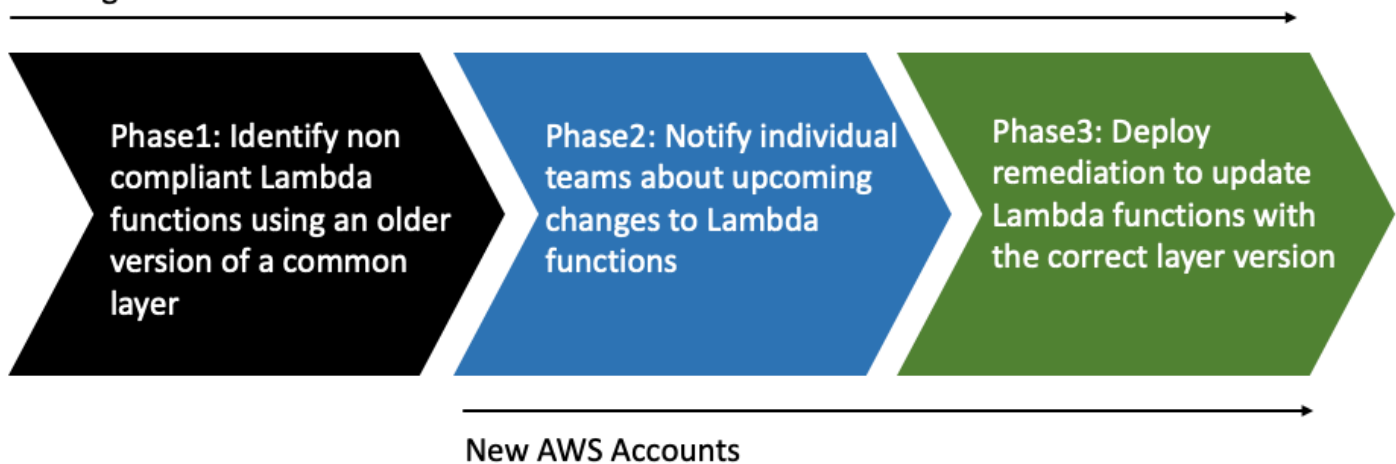 Phase1: Identify non
compliant Lambda
functions using an older
version of a common
layer
Phase2: Notify individual
teams about upcoming
changes to Lambda
functions
Phase3: Deploy
remediation to update
Lambda functions with
the correct layer version
New AWS Accounts